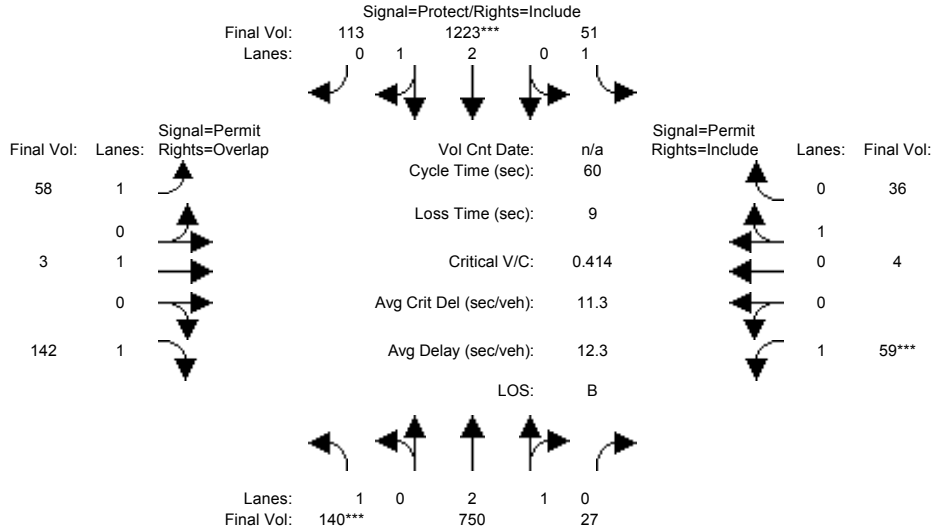 Signal=Protect/Rights=Include
Final Vol: 113 1223*** 51
Lanes: 0 1 2 0 1
Signal=Permit
Rights=Overlap
Signal=Permit
Rights=Include
Final Vol: Lanes: Vol Cnt Date: n/a Lanes: Final Vol:
Cycle Time (sec): 60
58 1 0 36
Loss Time (sec): 9
0 1
3 1 Critical V/C: 0.414 0 4
0 Avg Crit Del (sec/veh): 11.3 0
142 1 Avg Delay (sec/veh): 12.3 1 59***
LOS: B
Lanes: 1 0 2 1 0
Final Vol: 140*** 750 27